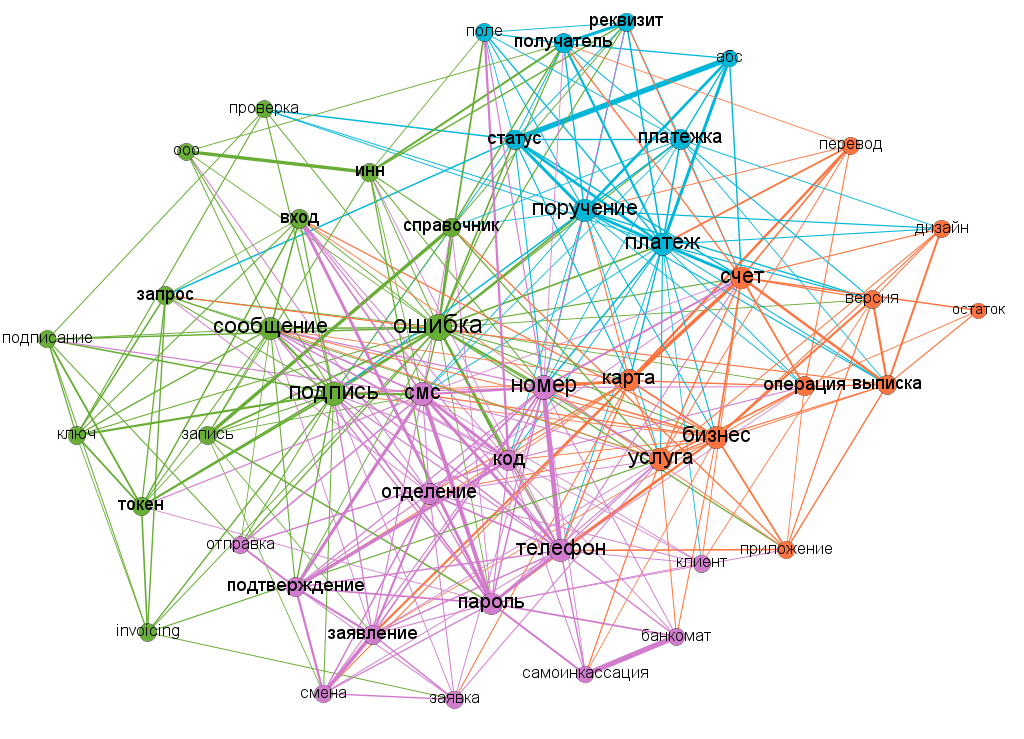 реквизит
поле
получатель
абс
проверка
статус
платежка
перевод
ооо
инн
поручение
вход
справочник
платеж
дизайн
счет
запрос
версия
остаток
сообщение
ошибка
подписание
карта
операция
выписка
номер
подпись
смс
ключ
запись
бизнес
код
услуга
отделение
токен
отправка
телефон
приложение
клиент
подтверждение
пароль
invoicing
заявление
банкомат
самоинкассация
смена
заявка